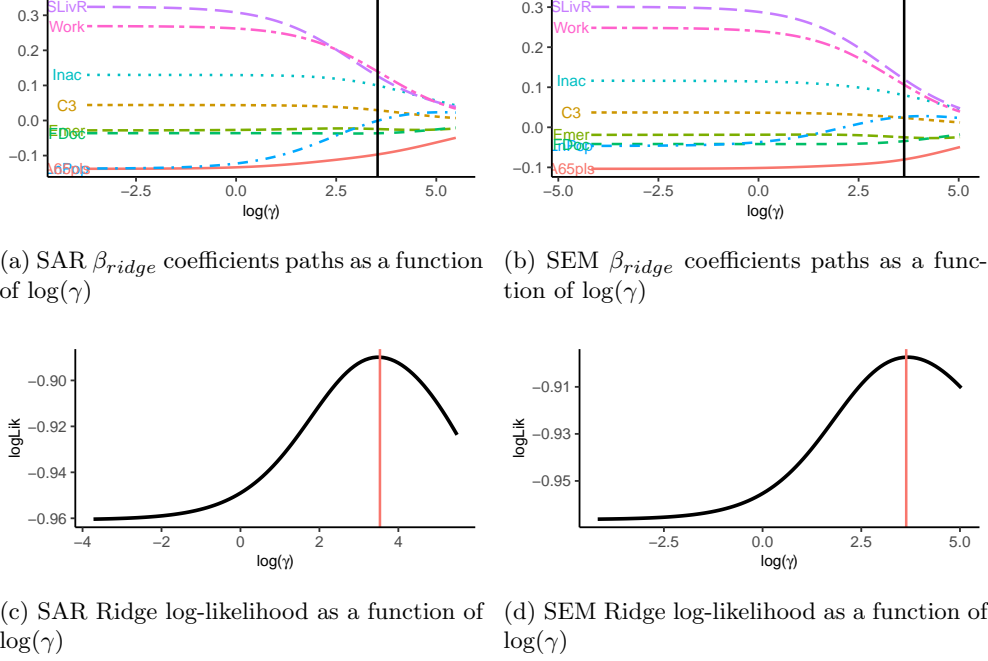 0.3
0.2
0.1
0.0
−0.1
SLivR
Work
Inac
C3
Emer
Doc
A65pls
−2.5
0.0
2.5
5.0
log(γ)
0.3
0.2
0.1
0.0
−0.1
SLivR
Work
Inac
C3
Emer
A65pls
−5.0
−2.5
0.0
2.5
5.0
log(γ)
(a) SAR βridge coefficients paths as a function
of log(γ)
(b) SEM βridge coefficients paths as a func-
tion of log(γ)
−0.90
−0.92
−0.94
−0.96
logLik
−4
−2
0
2
4
log(γ)
−0.91
−0.93
−0.95
logLik
−2.5
0.0
2.5
5.0
log(γ)
(c) SAR Ridge log-likelihood as a function of
log(γ)
(d) SEM Ridge log-likelihood as a function of
log(γ)